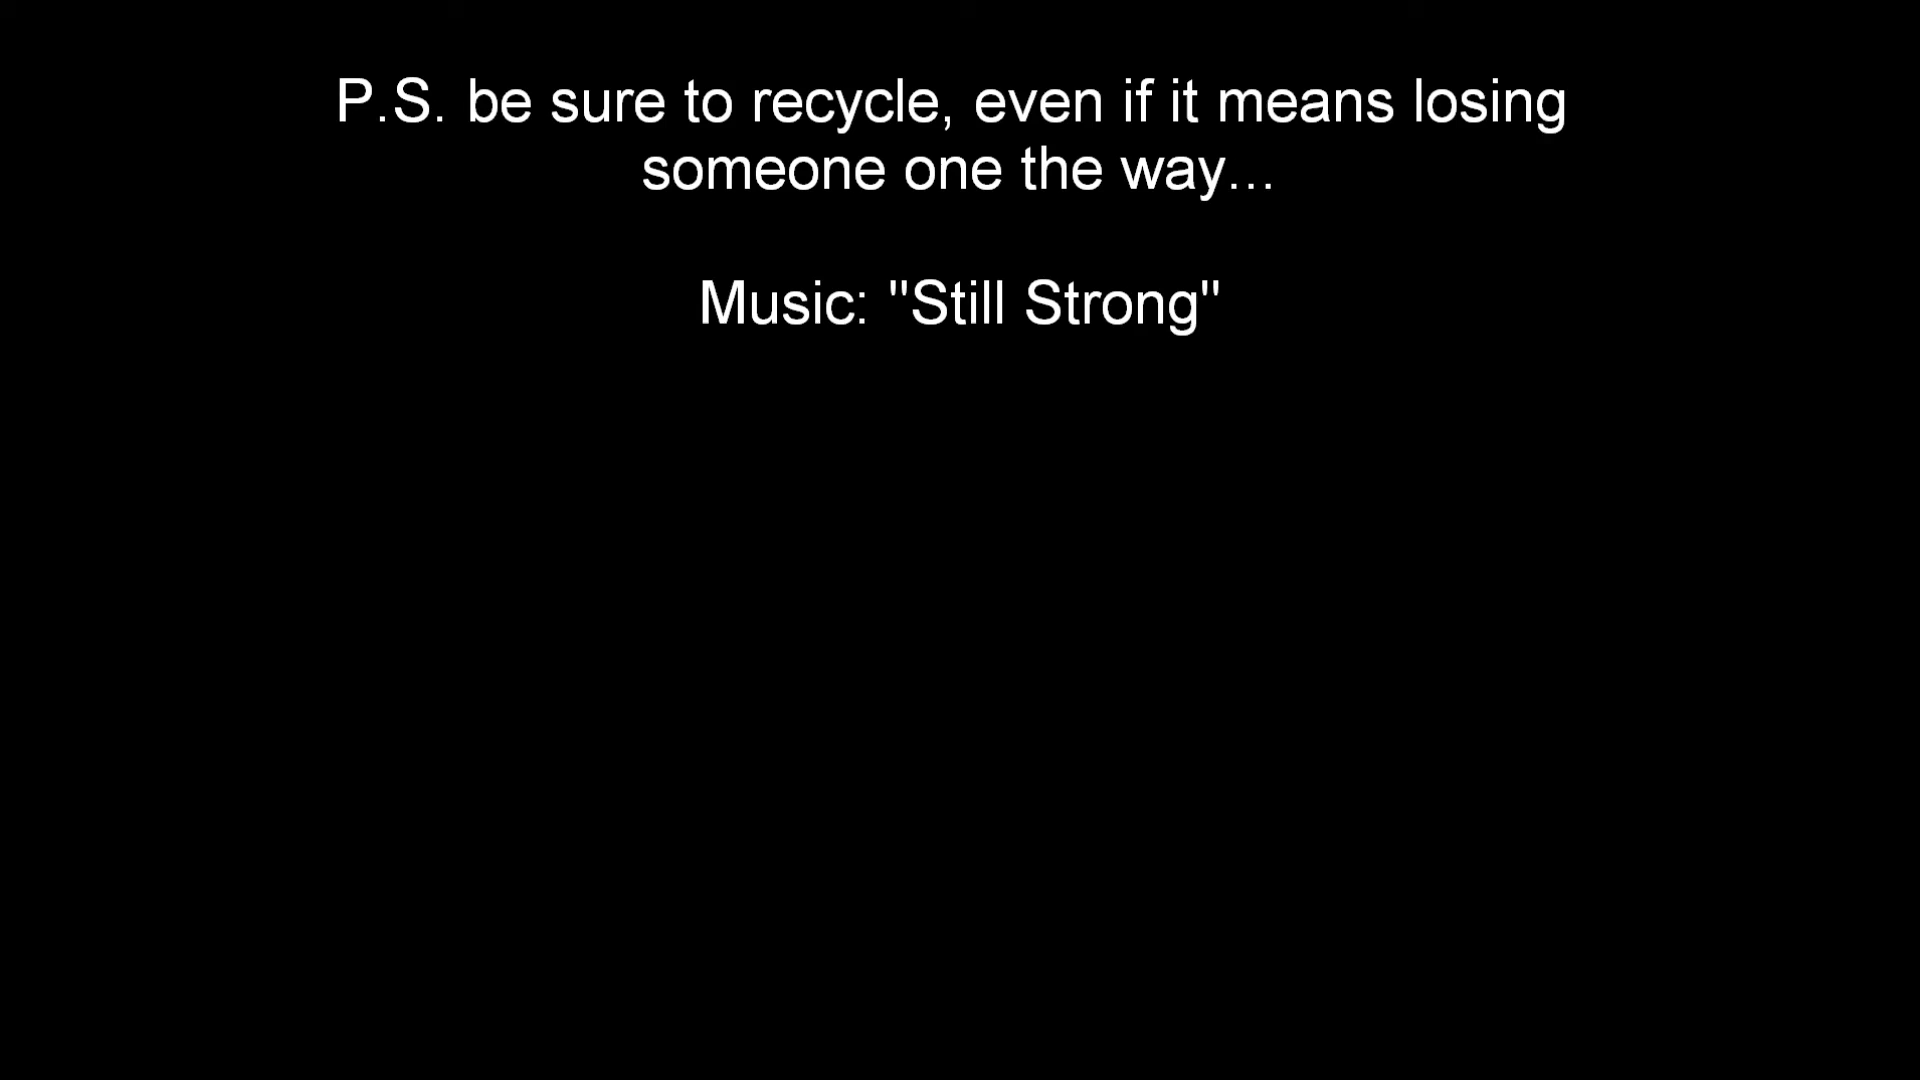 P.S. be sure to recycle, even if it means losing
someone one the way...
Music: "Still Strong"